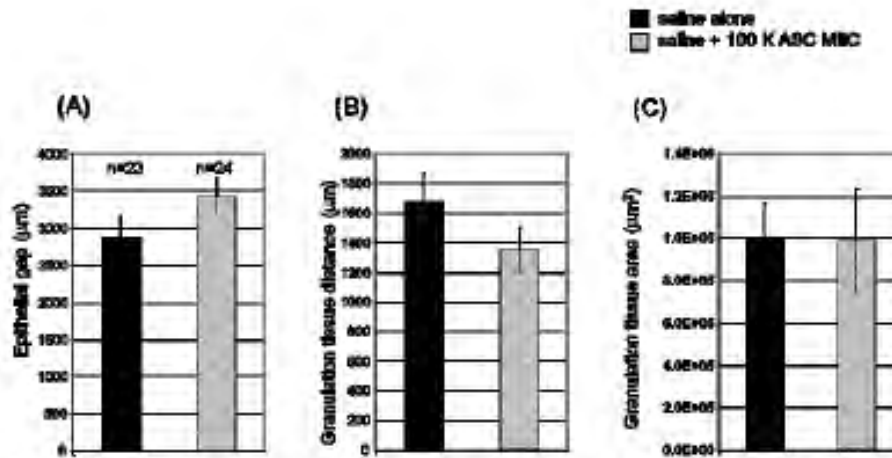 saline alone
saline + 100 K ASC MIIC
(A)
(B)
(C)
Epithelial gap (µm)
4000
3500
3000
2500
2000
1500
1000
500
0
n=23
n=24
Granulation tissue distance (µm)
2000
1800
1600
1400
1200
1000
800
600
400
200
0
Granulation tissue area (µm²)
1.4E+06
1.2E+06
1.0E+06
8.0E+05
6.0E+05
4.0E+05
2.0E+05
0.0E+00